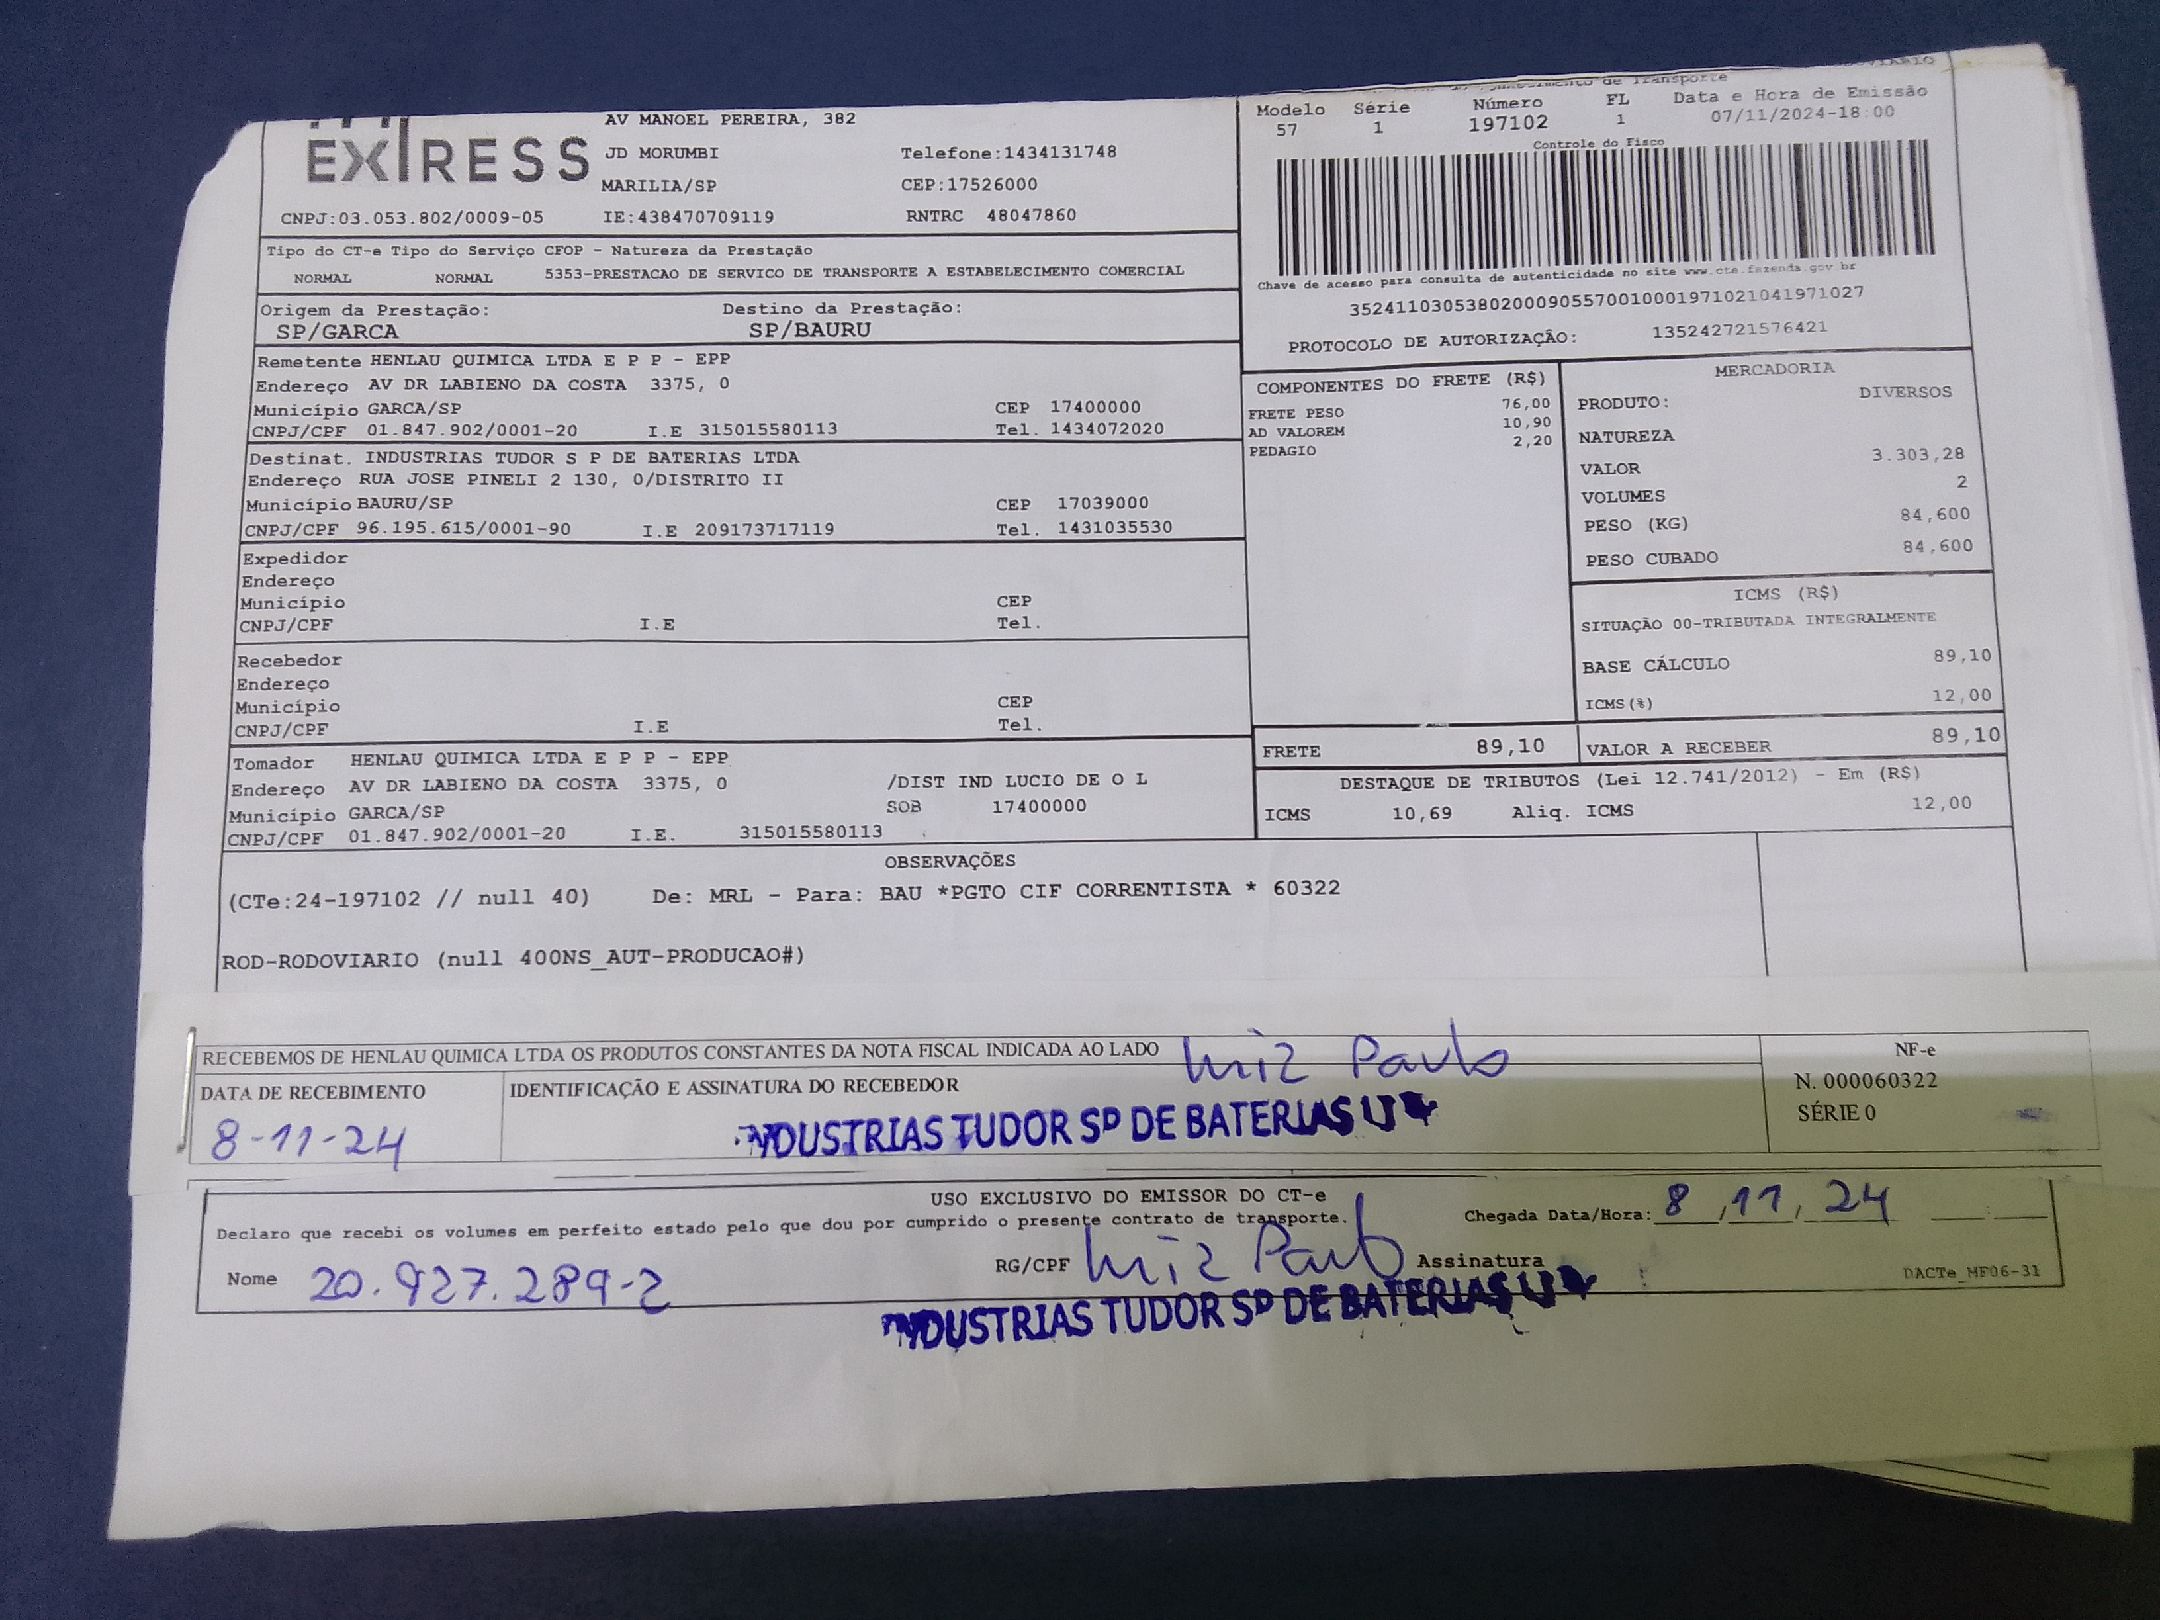 EXPRESS
AV MANOEL PEREIRA, 382
JD MORUMBI Telefone:1434131748
MARILIA/SP CEP:17526000
CNPJ:03.053.802/0009-05 IE:438470709119 RNTRC 48047860
Tipo do CT-e Tipo do Serviço CFOP - Natureza da Prestação
NORMAL NORMAL 5353-PRESTACAO DE SERVICO DE TRANSPORTE A ESTABELECIMENTO COMERCIAL
Origem da Prestação: Destino da Prestação:
SP/GARCA SP/BAURU
Remetente HENLAU QUIMICA LTDA E P P - EPP
Endereço AV DR LABIENO DA COSTA 3375, 0
Município GARCA/SP CEP 17400000
CNPJ/CPF 01.847.902/0001-20 I.E 315015580113 Tel. 1434072020
Destinat. INDUSTRIAS TUDOR S P DE BATERIAS LTDA
Endereço RUA JOSE PINELI 2 130, 0/DISTRITO II
Município BAURU/SP CEP 17039000
CNPJ/CPF 96.195.615/0001-90 I.E 209173717119 Tel. 1431035530
Expedidor
Endereço
Município CEP
CNPJ/CPF I.E Tel.
Recebedor
Endereço
Município CEP
CNPJ/CPF I.E Tel.
Tomador HENLAU QUIMICA LTDA E P P - EPP
Endereço AV DR LABIENO DA COSTA 3375, 0 /DIST IND LUCIO DE O L
Município GARCA/SP SOB 17400000
CNPJ/CPF 01.847.902/0001-20 I.E. 315015580113
de Transporte
Modelo Série Número FL Data e Hora de Emissão
57 1 197102 1 07/11/2024-18:00
Controle do Fisco
Chave de acesso para consulta de autenticidade no site www.cte.fazenda.gov br
35241103053802000905570010001971021041971027
PROTOCOLO DE AUTORIZAÇÃO: 135242721576421
COMPONENTES DO FRETE (R$)
FRETE PESO 76,00
AD VALOREM 10,90
PEDAGIO 2,20
MERCADORIA
PRODUTO: DIVERSOS
NATUREZA
VALOR 3.303,28
VOLUMES 2
PESO (KG) 84,600
PESO CUBADO 84,600
ICMS (R$)
SITUAÇÃO 00-TRIBUTADA INTEGRALMENTE
BASE CÁLCULO 89,10
ICMS(%) 12,00
FRETE 89,10 VALOR A RECEBER 89,10
DESTAQUE DE TRIBUTOS (Lei 12.741/2012) - Em (R$)
ICMS 10,69 Aliq. ICMS 12,00
OBSERVAÇÕES
(CTe:24-197102 // null 40) De: MRL - Para: BAU *PGTO CIF CORRENTISTA * 60322
ROD-RODOVIARIO (null 400NS_AUT-PRODUCAO#)
RECEBEMOS DE HENLAU QUIMICA LTDA OS PRODUTOS CONSTANTES DA NOTA FISCAL INDICADA AO LADO
Luiz Paulo
DATA DE RECEBIMENTO IDENTIFICAÇÃO E ASSINATURA DO RECEBEDOR
8-11-24
INDUSTRIAS TUDOR SP DE BATERIAS
NF-e
N. 000060322
SÉRIE 0
USO EXCLUSIVO DO EMISSOR DO CT-e
Declaro que recebi os volumes em perfeito estado pelo que dou por cumprido o presente contrato de transporte.
Chegada Data/Hora: 8, 11, 24
Nome 20.927.289-2 RG/CPF Luiz Paulo Assinatura
DACTe_MF06-31
INDUSTRIAS TUDOR SP DE BATERIAS